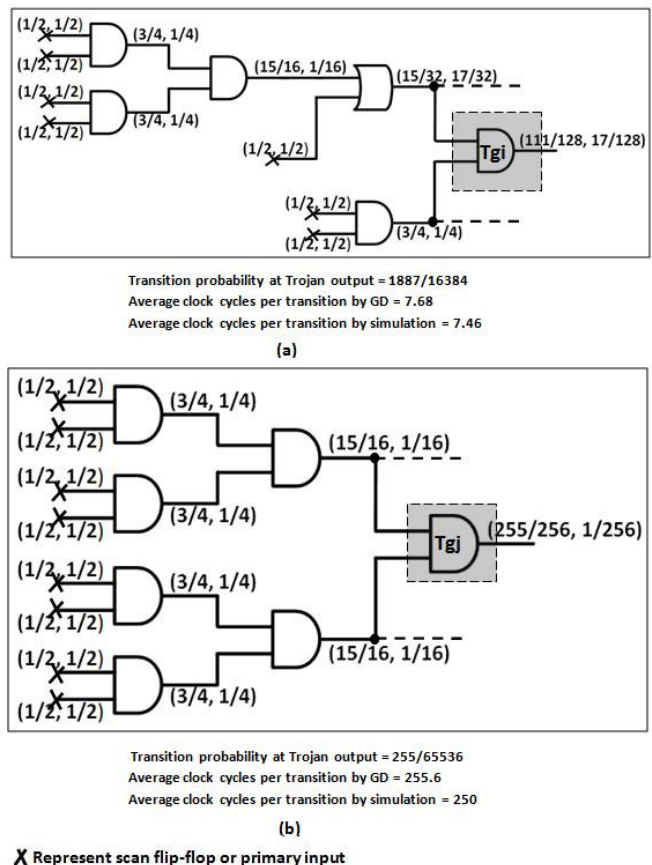 (1/2, 1/2)
(3/4, 1/4)
(1/2, 1/2)
(15/16, 1/16)
(15/32, 17/32)
(1/2, 1/2)
(1/2, 1/2)
(3/4, 1/4)
(1/2, 1/2)
Tgi
(111/128, 17/128)
(1/2, 1/2)
(1/2, 1/2)
(3/4, 1/4)
Transition probability at Trojan output = 1887/16384
Average clock cycles per transition by GD = 7.68
Average clock cycles per transition by simulation = 7.46
(a)
(1/2, 1/2)
(3/4, 1/4)
(1/2, 1/2)
(15/16, 1/16)
(1/2, 1/2)
(1/2, 1/2)
(3/4, 1/4)
Tgj
(255/256, 1/256)
(1/2, 1/2)
(3/4, 1/4)
(1/2, 1/2)
(15/16, 1/16)
(1/2, 1/2)
(3/4, 1/4)
(1/2, 1/2)
Transition probability at Trojan output = 255/65536
Average clock cycles per transition by GD = 255.6
Average clock cycles per transition by simulation = 250
(b)
X Represent scan flip-flop or primary input